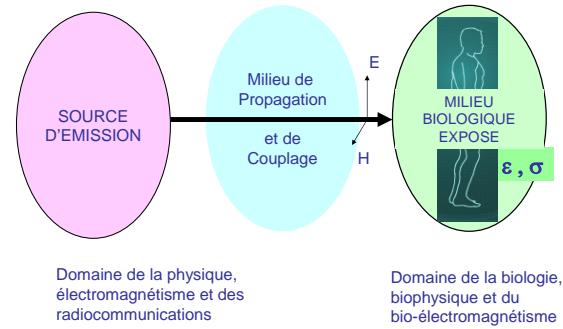 SOURCE
D'EMISSION
Milieu de
Propagation
et de
Couplage
E
H
MILIEU
BIOLOGIQUE
EXPOSE
ε , σ
Domaine de la physique,
électromagnétisme et des
radiocommunications
Domaine de la biologie,
biophysique et du
bio-électromagnétisme